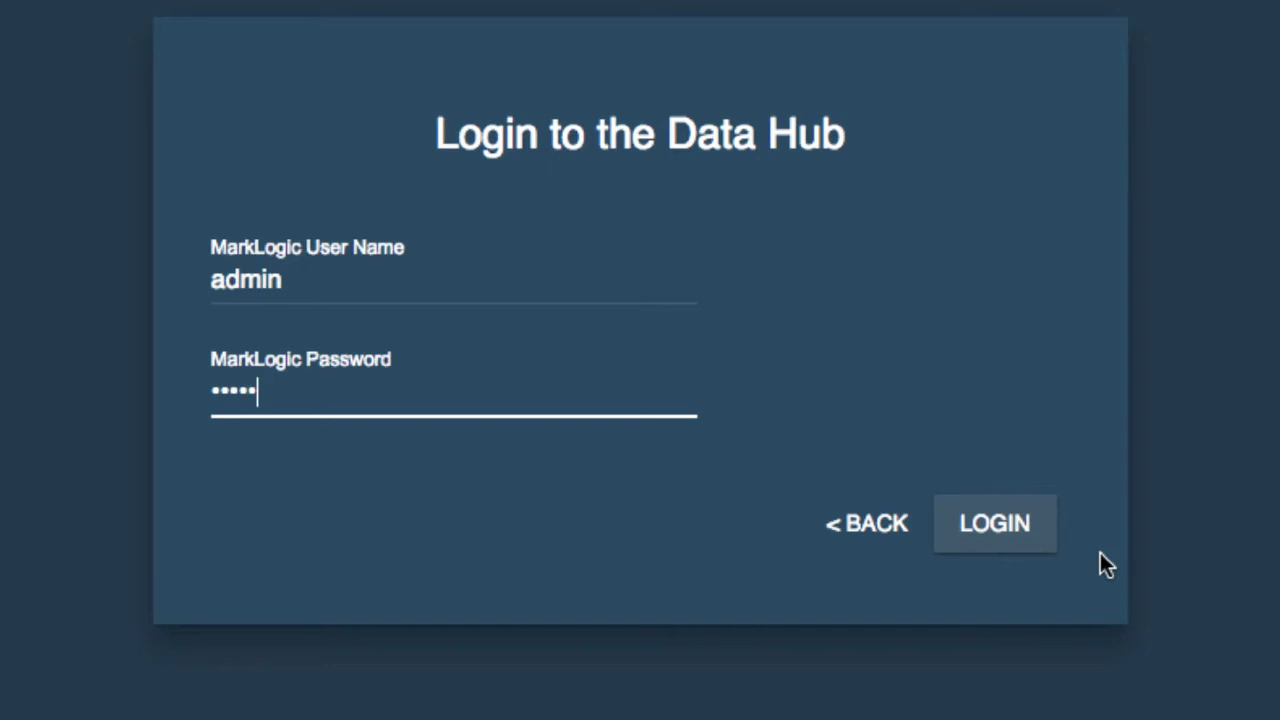 Login to the Data Hub
MarkLogic User Name
admin
MarkLogic Password
•••••
< BACK
LOGIN